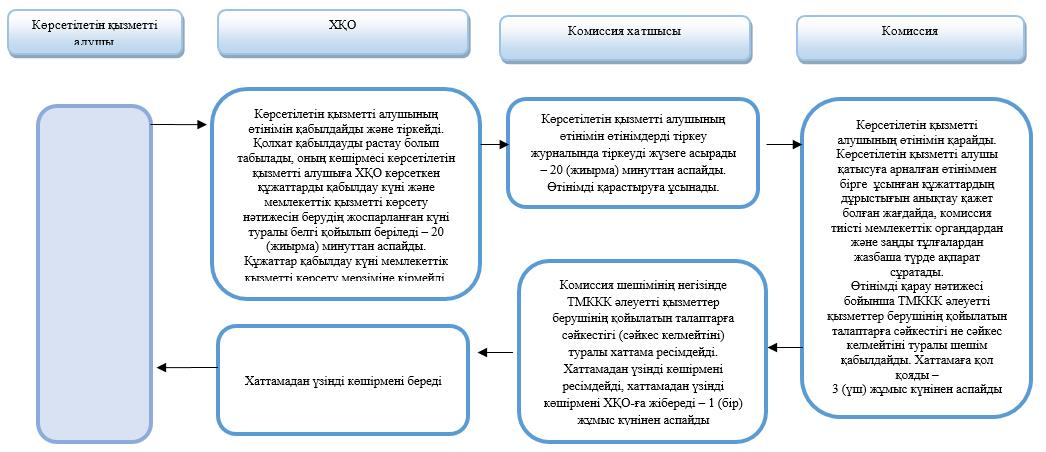 Көрсетілетін қызметті
алушы
ХҚО
Комиссия хатшысы
Комиссия
Көрсетілетін қызметті алушының
өтінімін қабылдайды және тіркейді.
Қолхат қабылдауды растау болып
табылады, оның көшірмесі көрсетілетін
қызметті алушыға ХҚО көрсеткен
құжаттарды қабылдау күні және
мемлекеттік қызметті көрсету
нәтижесін берудің жоспарланған күні
туралы белгі қойылып беріледі – 20
(жиырма) минуттан аспайды.
Құжаттар қабылдау күні мемлекеттік
қызметті көрсету мерзіміне кірмейді
Көрсетілетін қызметті алушының
өтінімін өтінімдерді тіркеу
журналында тіркеуді жүзеге асырады
– 20 (жиырма) минуттан аспайды.
Өтінімді қарастыруға ұсынады.
Көрсетілетін қызметті
алушының өтінімін қарайды.
Көрсетілетін қызметті алушы
қатысуға арналған өтініммен
бірге ұсынған құжаттардың
дұрыстығын анықтау қажет
болған жағдайда, комиссия
тиісті мемлекеттік органдардан
және заңды тұлғалардан
жазбаша түрде ақпарат
сұратады.
Өтінімді қарау нәтижесі
бойынша ТМККК әлеуетті
қызметтер берушінің қойылатын
талаптарға сәйкестігі не сәйкес
келмейтіні туралы шешім
қабылдайды. Хаттамаға қол
қояды –
3 (үш) жұмыс күнінен аспайды
Комиссия шешімінің негізінде
ТМККК әлеуетті қызметтер
берушінің қойылатын талаптарға
сәйкестігі (сәйкес келмейтіні)
туралы хаттама ресімдейді.
Хаттамадан үзінді көшірмені
ресімдейді, хаттамадан үзінді
көшірмені ХҚО-ға жібереді – 1 (бір)
жұмыс күнінен аспайды
Хаттамадан үзінді көшірмені береді